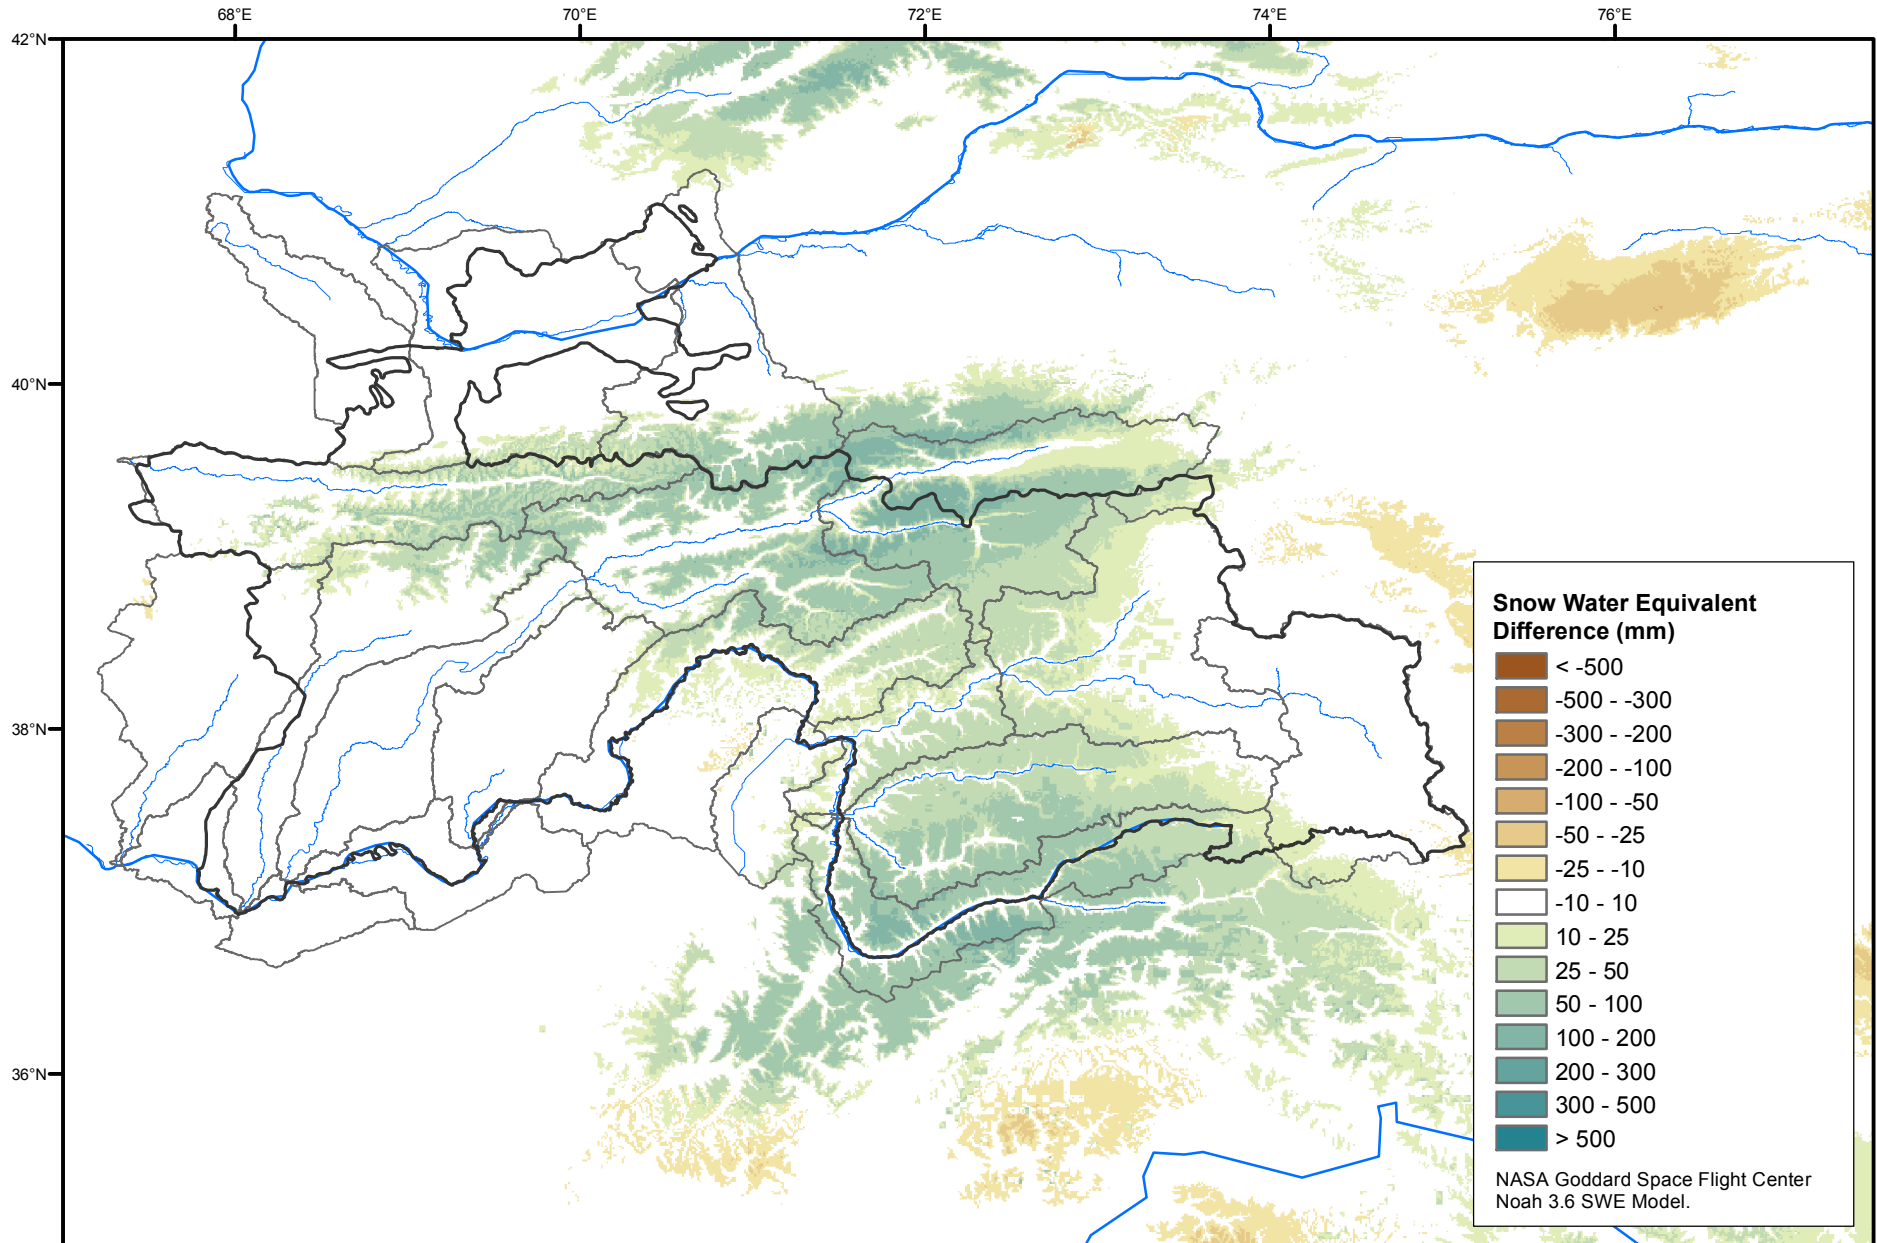 68°E
70°E
72°E
74°E
76°E
42°N
40°N
38°N
36°N
Snow Water Equivalent
Difference (mm)
< -500
-500 - -300
-300 - -200
-200 - -100
-100 - -50
-50 - -25
-25 - -10
-10 - 10
10 - 25
25 - 50
50 - 100
100 - 200
200 - 300
300 - 500
> 500
NASA Goddard Space Flight Center
Noah 3.6 SWE Model.